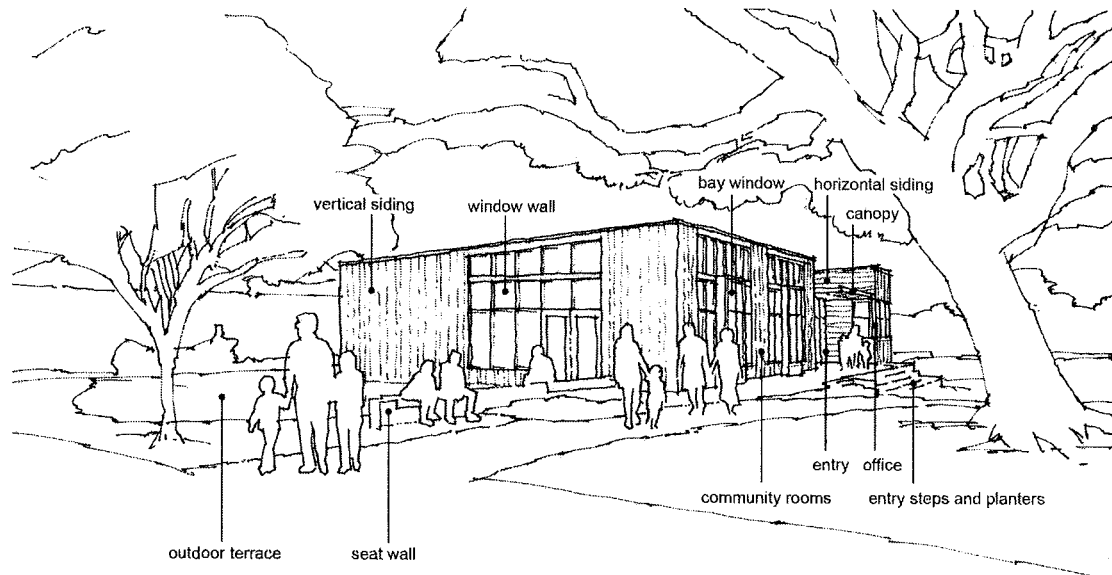 bay window
horizontal siding
vertical siding
window wall
canopy
entry
office
community rooms
entry steps and planters
outdoor terrace
seat wall